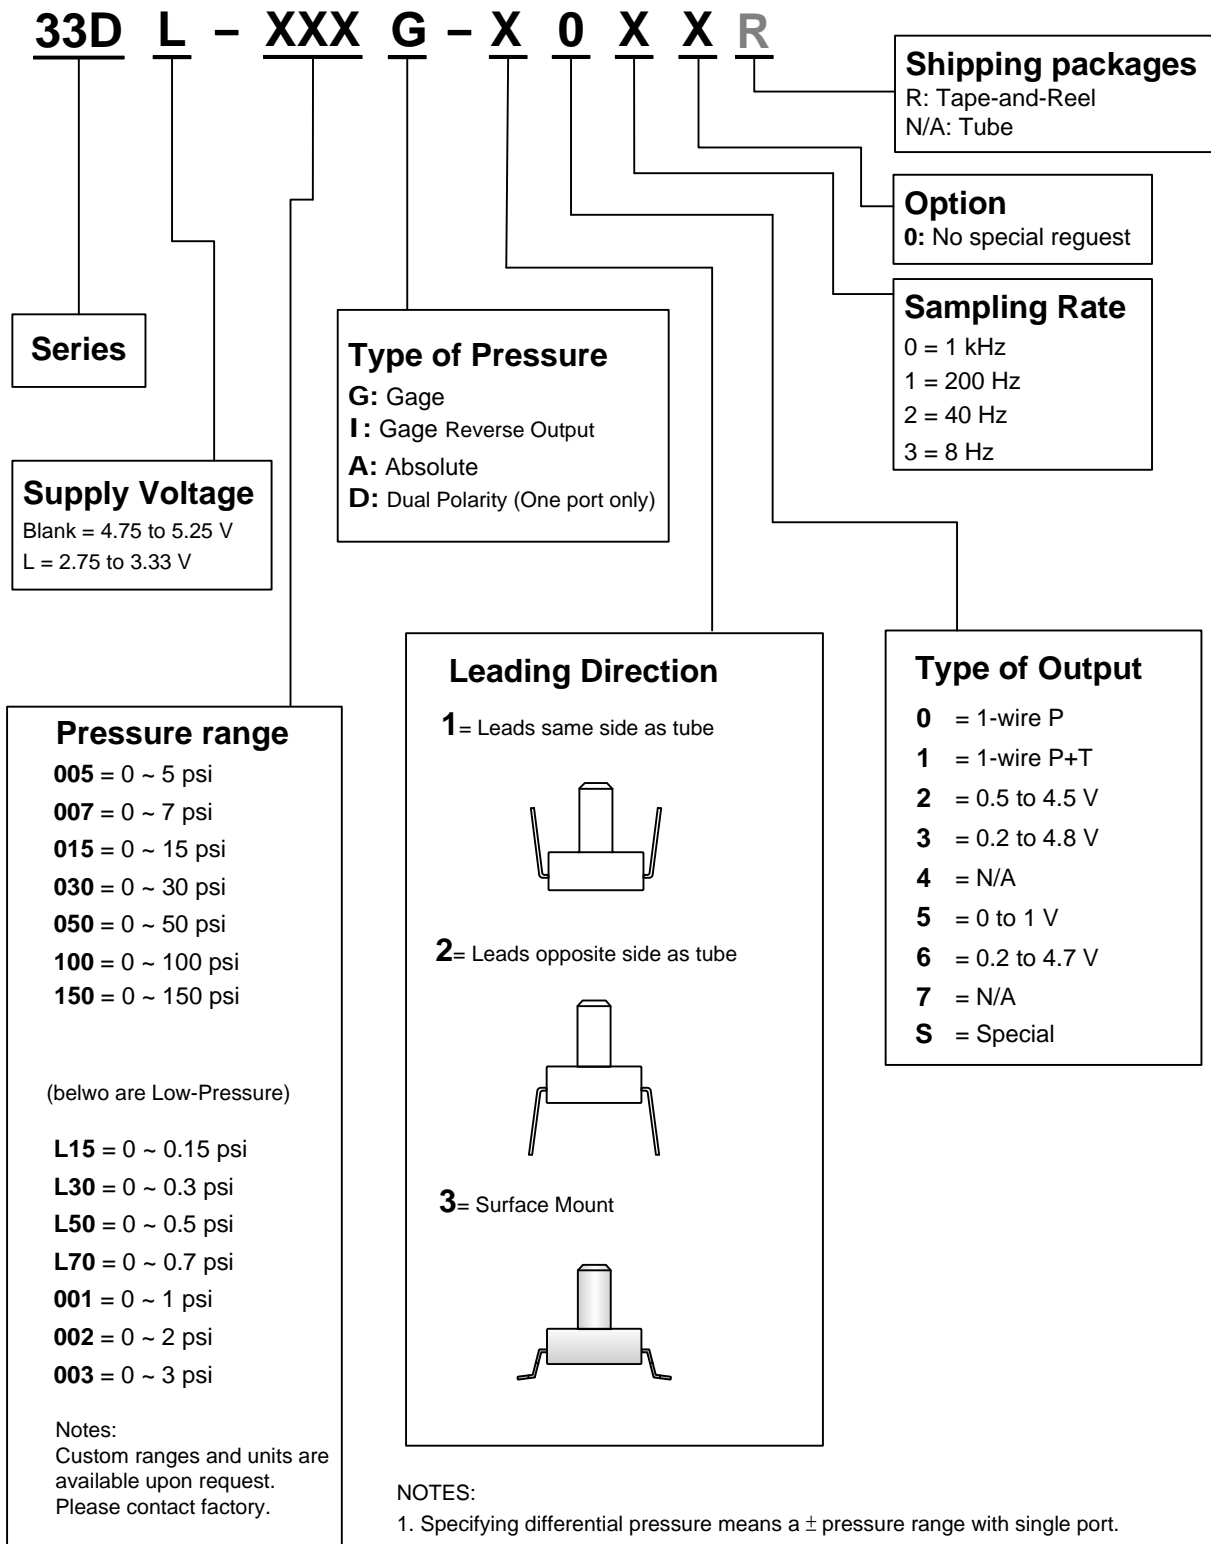 33D L – XXX G – X 0 X X R
Shipping packages
R: Tape-and-Reel
N/A: Tube
Option
0: No special reguest
Sampling Rate
0 = 1 kHz
1 = 200 Hz
2 = 40 Hz
3 = 8 Hz
Series
Type of Pressure
G: Gage
I: Gage Reverse Output
A: Absolute
D: Dual Polarity (One port only)
Supply Voltage
Blank = 4.75 to 5.25 V
L = 2.75 to 3.33 V
Leading Direction
1= Leads same side as tube
2= Leads opposite side as tube
3= Surface Mount
Type of Output
0 = 1-wire P
1 = 1-wire P+T
2 = 0.5 to 4.5 V
3 = 0.2 to 4.8 V
4 = N/A
5 = 0 to 1 V
6 = 0.2 to 4.7 V
7 = N/A
S = Special
Pressure range
005 = 0 ~ 5 psi
007 = 0 ~ 7 psi
015 = 0 ~ 15 psi
030 = 0 ~ 30 psi
050 = 0 ~ 50 psi
100 = 0 ~ 100 psi
150 = 0 ~ 150 psi
(belwo are Low-Pressure)
L15 = 0 ~ 0.15 psi
L30 = 0 ~ 0.3 psi
L50 = 0 ~ 0.5 psi
L70 = 0 ~ 0.7 psi
001 = 0 ~ 1 psi
002 = 0 ~ 2 psi
003 = 0 ~ 3 psi
Notes:
Custom ranges and units are
available upon request.
Please contact factory.
NOTES:
1. Specifying differential pressure means a ± pressure range with single port.